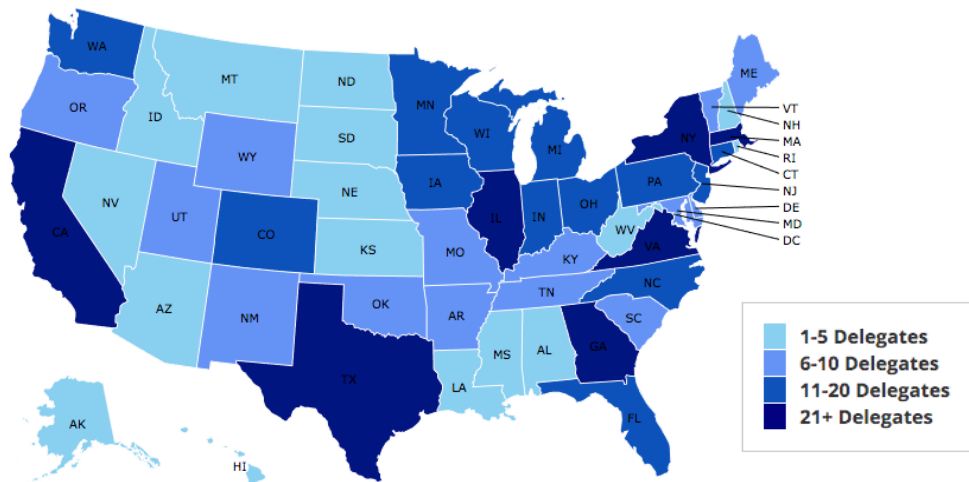 WA
MT
ND
MN
ME
OR
ID
SD
WI
MI
NY
VT
NH
MA
RI
CT
NJ
DE
MD
DC
WY
NE
IA
PA
NV
UT
CO
KS
MO
IL
IN
OH
WV
VA
KY
CA
AZ
NM
OK
AR
TN
NC
SC
MS
AL
GA
TX
LA
FL
AK
HI
1-5 Delegates
6-10 Delegates
11-20 Delegates
21+ Delegates